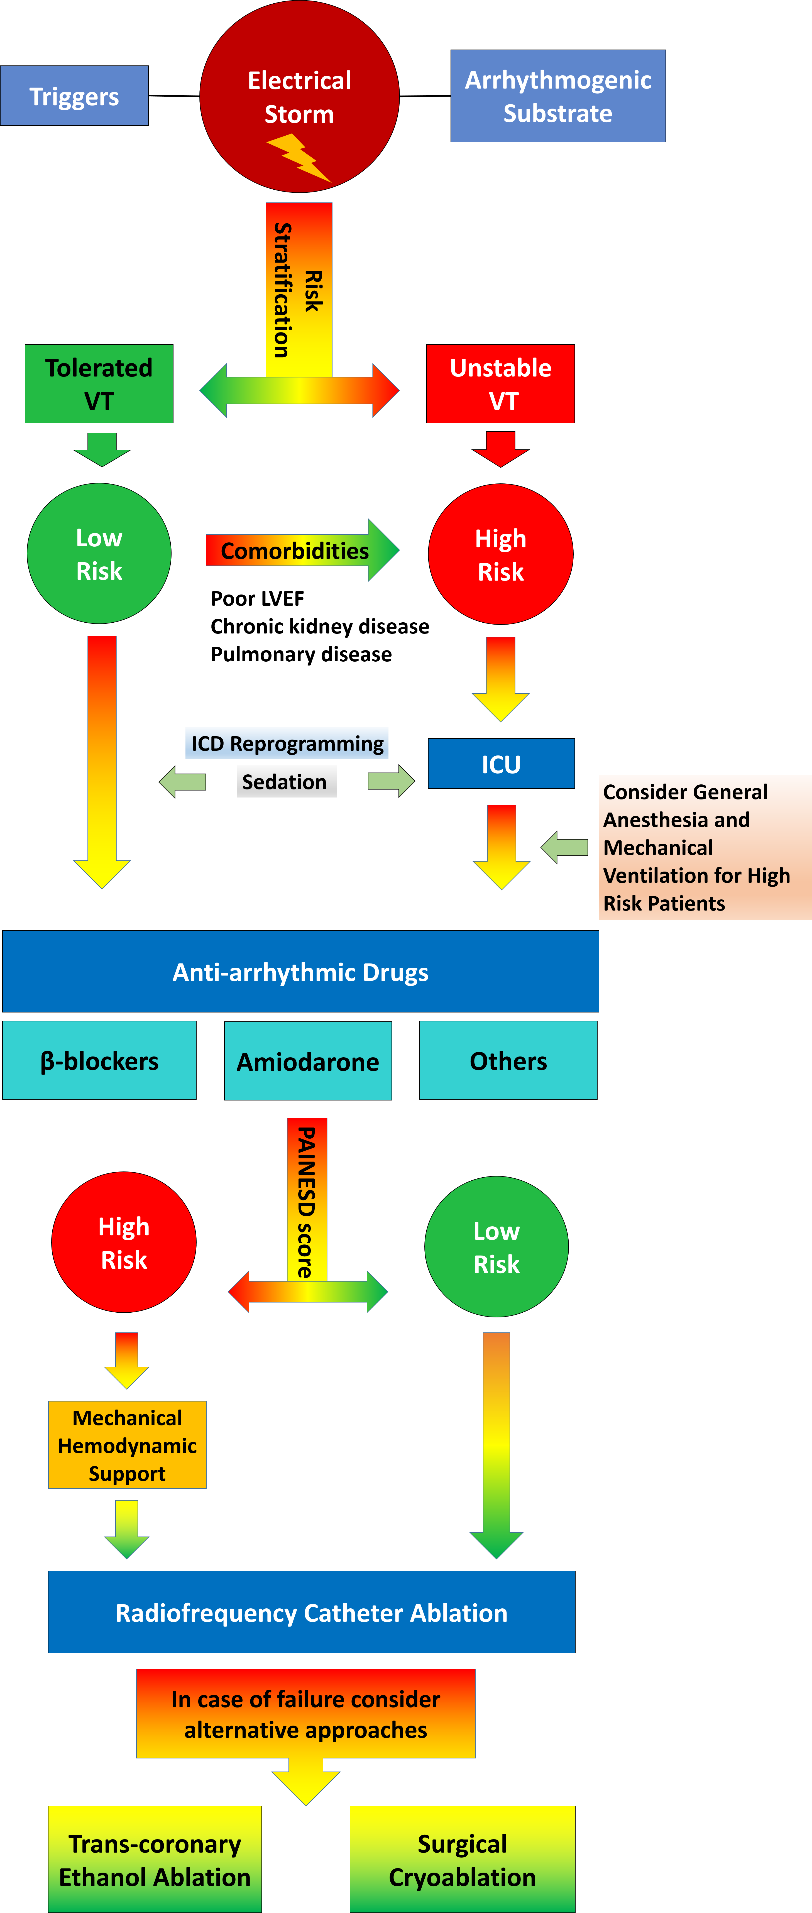 Electrical
Storm
Triggers
Arrhythmogenic
Substrate
Risk
Stratification
Tolerated
VT
Unstable
VT
Low
Risk
Comorbidities
High
Risk
Poor LVEF
Chronic kidney disease
Pulmonary disease
ICD Reprogramming
Sedation
ICU
Consider General
Anesthesia and
Mechanical
Ventilation for High
Risk Patients
Anti-arrhythmic Drugs
β-blockers
Amiodarone
Others
PAINESD score
High
Risk
Low
Risk
Mechanical
Hemodynamic
Support
Radiofrequency Catheter Ablation
In case of failure consider
alternative approaches
Trans-coronary
Ethanol Ablation
Surgical
Cryoablation